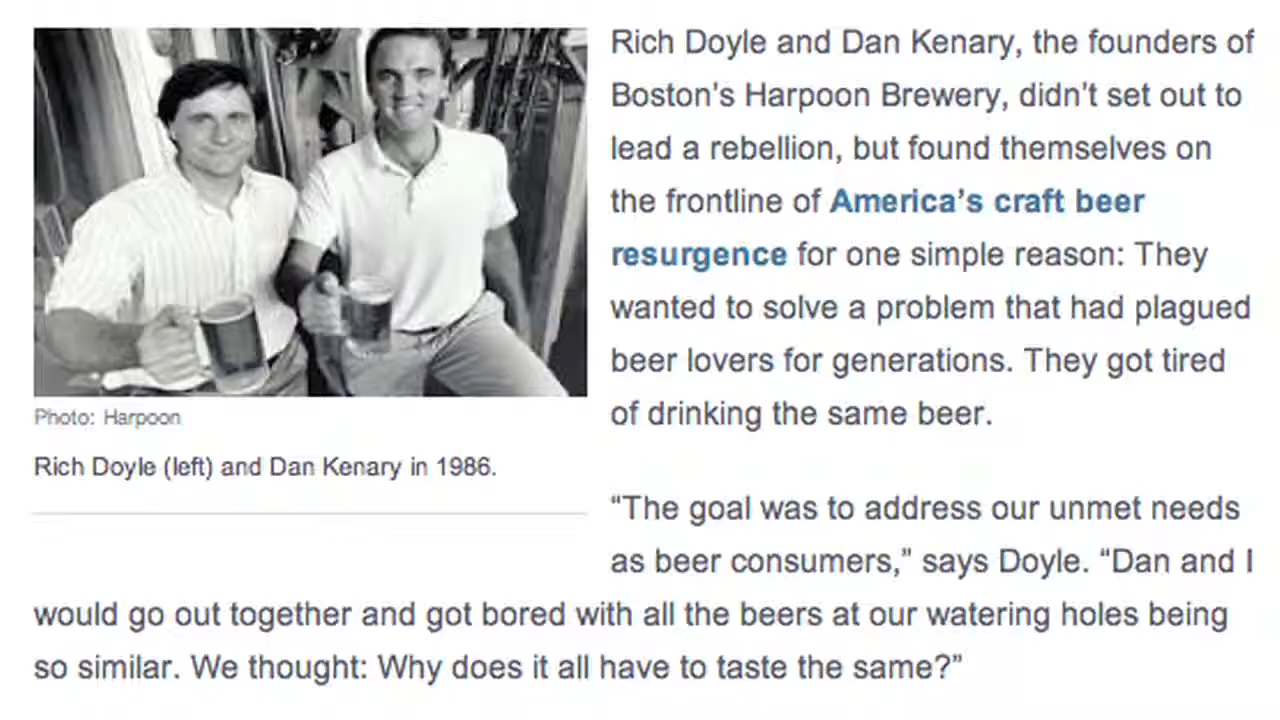 Rich Doyle and Dan Kenary, the founders of
Boston’s Harpoon Brewery, didn’t set out to
lead a rebellion, but found themselves on
the frontline of America’s craft beer
resurgence for one simple reason: They
wanted to solve a problem that had plagued
beer lovers for generations. They got tired
of drinking the same beer.
Photo: Harpoon
Rich Doyle (left) and Dan Kenary in 1986.
“The goal was to address our unmet needs
as beer consumers,” says Doyle. “Dan and I
would go out together and got bored with all the beers at our watering holes being
so similar. We thought: Why does it all have to taste the same?”